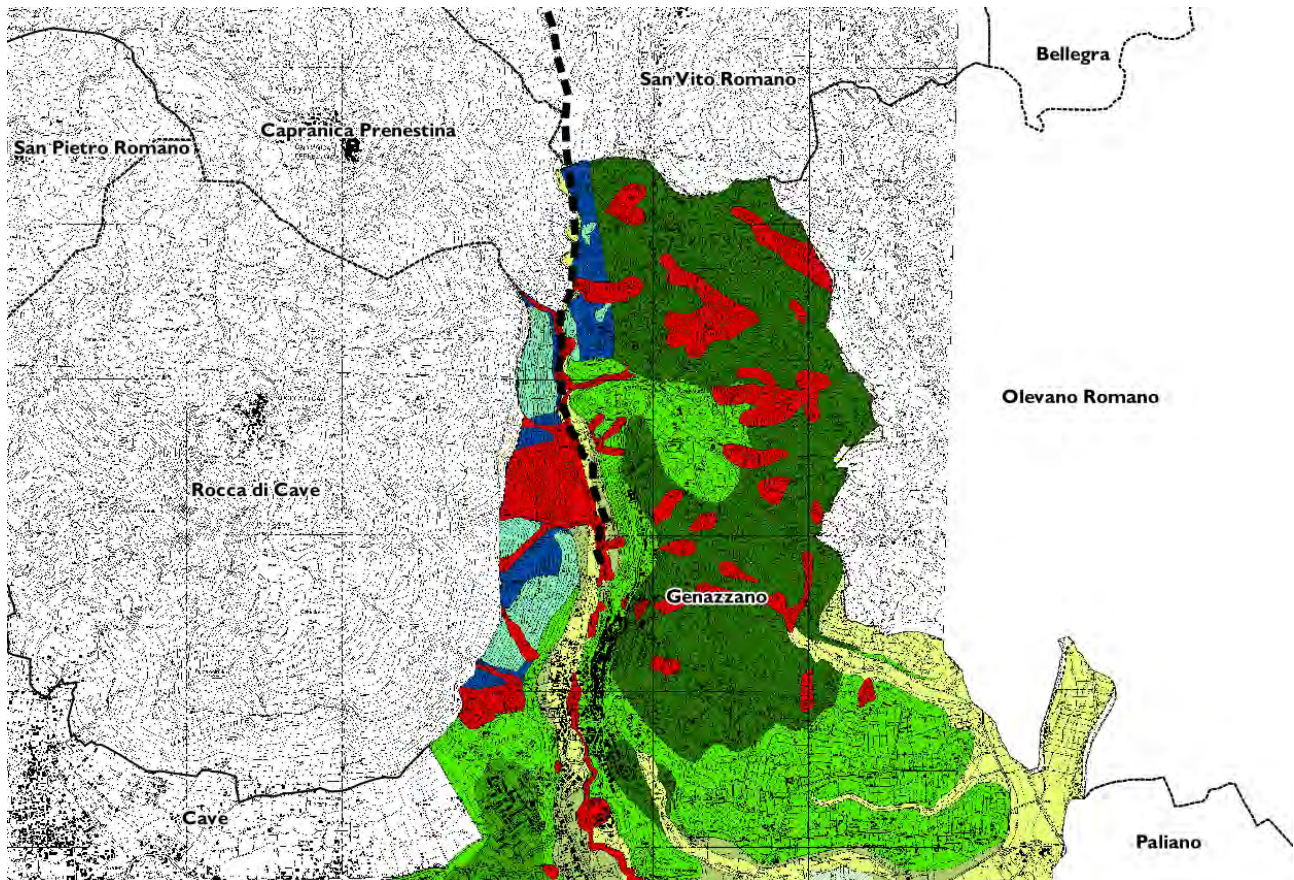 Bellegra
San Vito Romano
Capranica Prenestina
San Pietro Romano
Olevano Romano
Rocca di Cave
Genazzano
Cave
Paliano